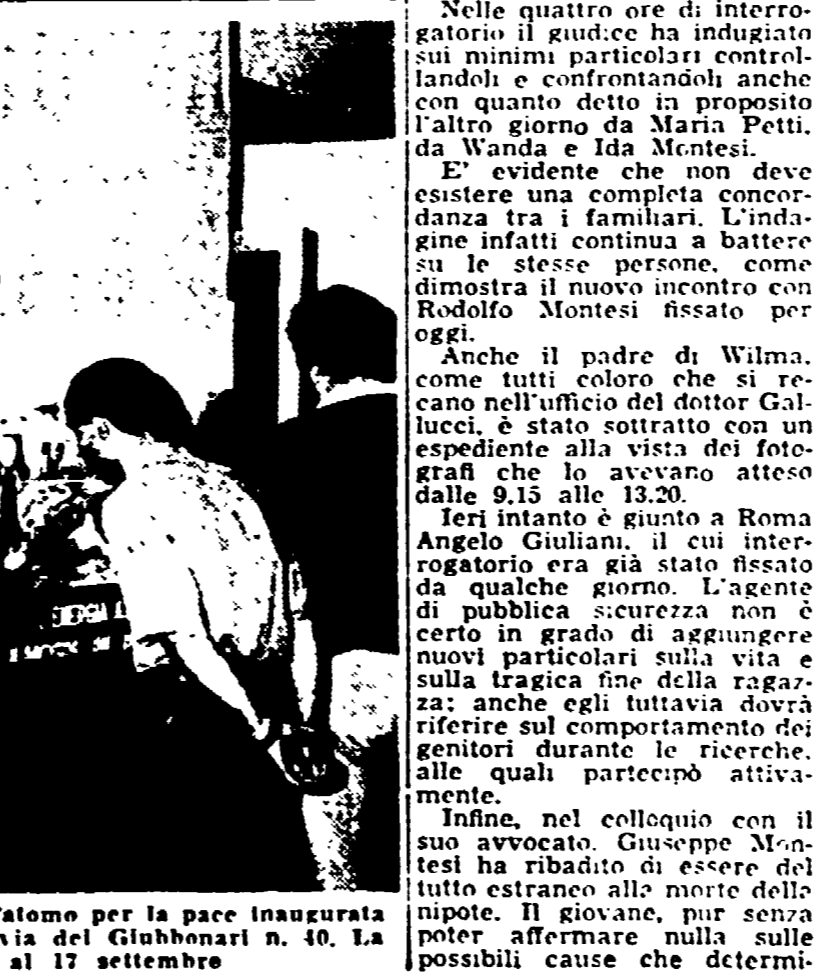 Nelle quattro ore di interro-
gatorio il giudice ha indugiato
sui minimi particolari control-
landoli e confrontandoli anche
con quanto detto in proposito
l'altro giorno da Maria Petti,
da Wanda e Ida Montesi.
E' evidente che non deve
esistere una completa concor-
danza tra i familiari. L'inda-
gine infatti continua a battere
su le stesse persone, come
dimostra il nuovo incontro con
Rodolfo Montesi fissato per
oggi.
Anche il padre di Wilma,
come tutti coloro che si re-
cano nell'ufficio del dottor Gal-
lucci, è stato sottratto con un
espediente alla vista dei foto-
grafi che lo avevano atteso
dalle 9,15 alle 13.20.
Ieri intanto è giunto a Roma
Angelo Giuliani, il cui inter-
rogatorio era già stato fissato
da qualche giorno. L'agente
di pubblica sicurezza non è
certo in grado di aggiungere
nuovi particolari sulla vita e
sulla tragica fine della ragaz-
za; anche egli tuttavia dovrà
riferire sul comportamento dei
genitori durante le ricerche,
alle quali partecipò attiva-
mente.
Infine, nel colloquio con il
suo avvocato, Giuseppe Mon-
tesi ha ribadito di essere del
tutto estraneo alla morte della
nipote. Il giovane, pur senza
poter affermare nulla sulle
possibili cause che determi-
l'atomo per la pace inaugurata
via dei Giubbonari n. 40. La
al 17 settembre